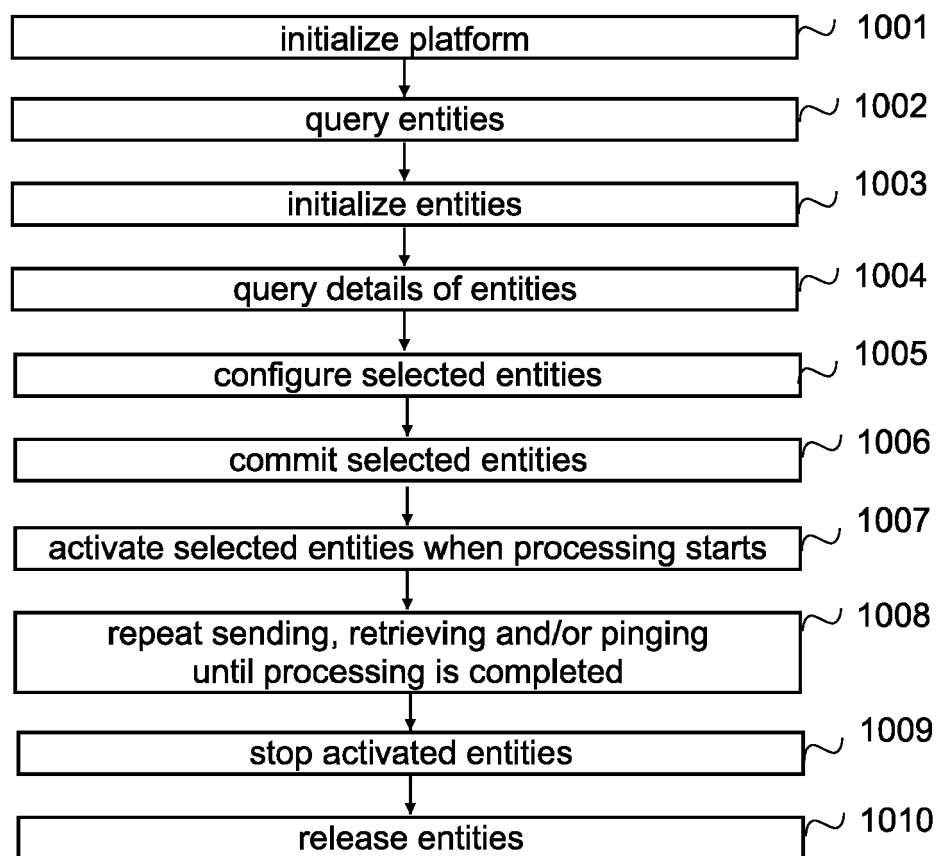 initialize platform 1001
query entities 1002
initialize entities 1003
query details of entities 1004
configure selected entities 1005
commit selected entities 1006
activate selected entities when processing starts 1007
repeat sending, retrieving and/or pinging 1008
until processing is completed
stop activated entities 1009
release entities 1010